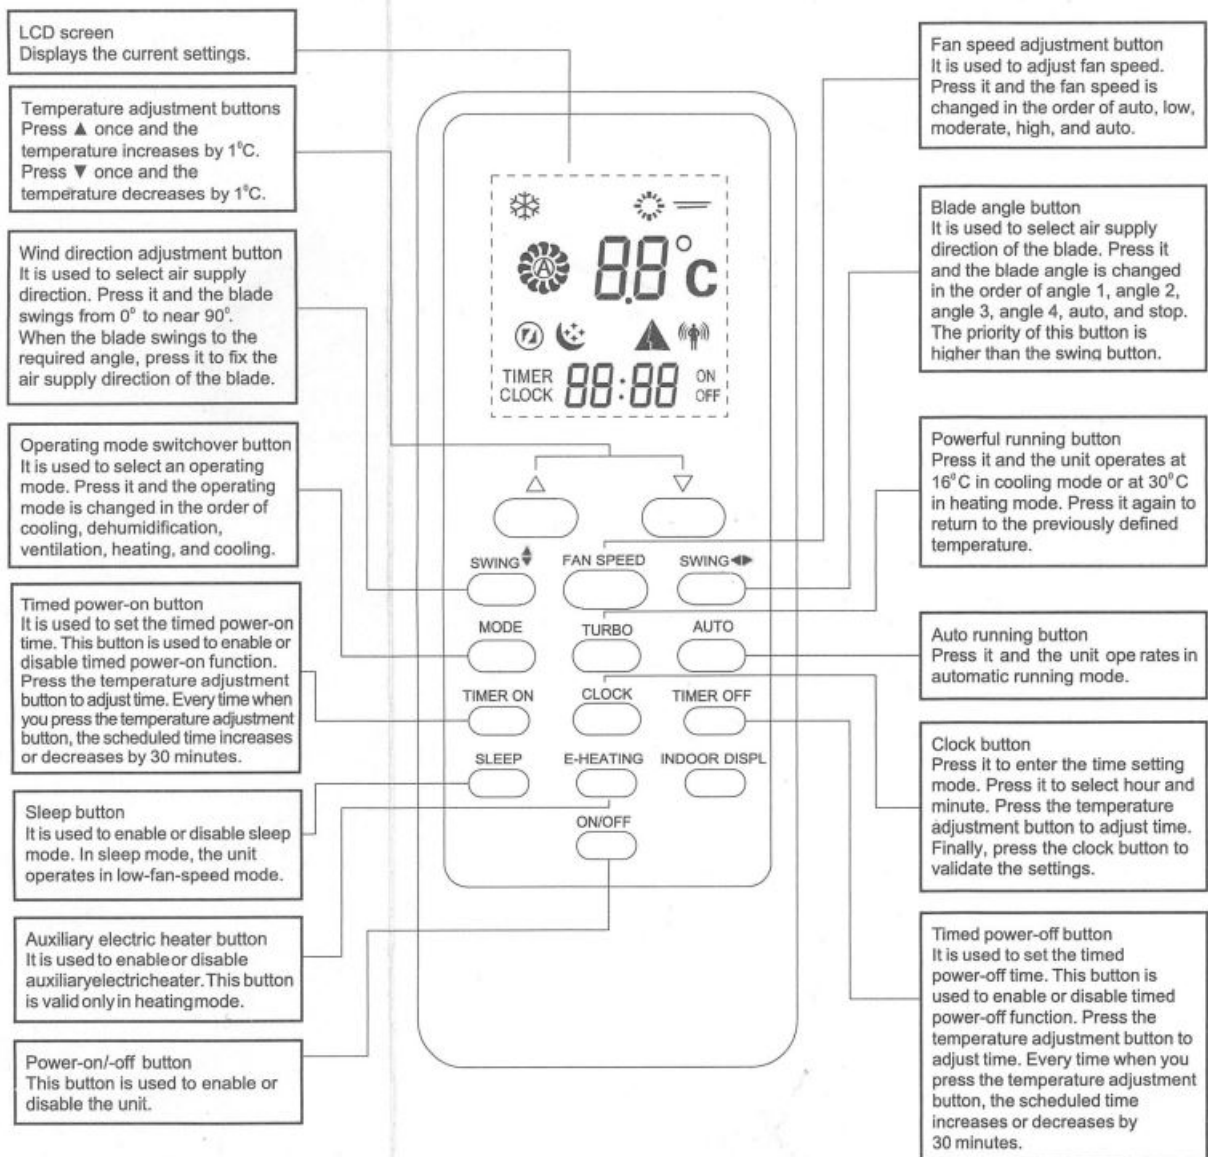 LCD screen
Displays the current settings.
Temperature adjustment buttons
Press ▲ once and the
temperature increases by 1°C.
Press ▼ once and the
temperature decreases by 1°C.
Wind direction adjustment button
It is used to select air supply
direction. Press it and the blade
swings from 0° to near 90°.
When the blade swings to the
required angle, press it to fix the
air supply direction of the blade.
Operating mode switchover button
It is used to select an operating
mode. Press it and the operating
mode is changed in the order of
cooling, dehumidification,
ventilation, heating, and cooling.
Timed power-on button
It is used to set the timed power-on
time. This button is used to enable or
disable timed power-on function.
Press the temperature adjustment
button to adjust time. Every time when
you press the temperature adjustment
button, the scheduled time increases
or decreases by 30 minutes.
Sleep button
It is used to enable or disable sleep
mode. In sleep mode, the unit
operates in low-fan-speed mode.
Auxiliary electric heater button
It is used to enable or disable
auxiliaryelectricheater. This button
is valid only in heating mode.
Power-on/-off button
This button is used to enable or
disable the unit.
A
8.8°C
TIMER
CLOCK
88:88
ON
OFF
△
▽
SWING
FAN SPEED
SWING
MODE
TURBO
AUTO
TIMER ON
CLOCK
TIMER OFF
SLEEP
E-HEATING
INDOOR DISPL
ON/OFF
Fan speed adjustment button
It is used to adjust fan speed.
Press it and the fan speed is
changed in the order of auto, low,
moderate, high, and auto.
Blade angle button
It is used to select air supply
direction of the blade. Press it
and the blade angle is changed
in the order of angle 1, angle 2,
angle 3, angle 4, auto, and stop.
The priority of this button is
higher than the swing button.
Powerful running button
Press it and the unit operates at
16°C in cooling mode or at 30°C
in heating mode. Press it again to
return to the previously defined
temperature.
Auto running button
Press it and the unit ope rates in
automatic running mode.
Clock button
Press it to enter the time setting
mode. Press it to select hour and
minute. Press the temperature
adjustment button to adjust time.
Finally, press the clock button to
validate the settings.
Timed power-off button
It is used to set the timed
power-off time. This button is
used to enable or disable timed
power-off function. Press the
temperature adjustment button to
adjust time. Every time when you
press the temperature adjustment
button, the scheduled time
increases or decreases by
30 minutes.